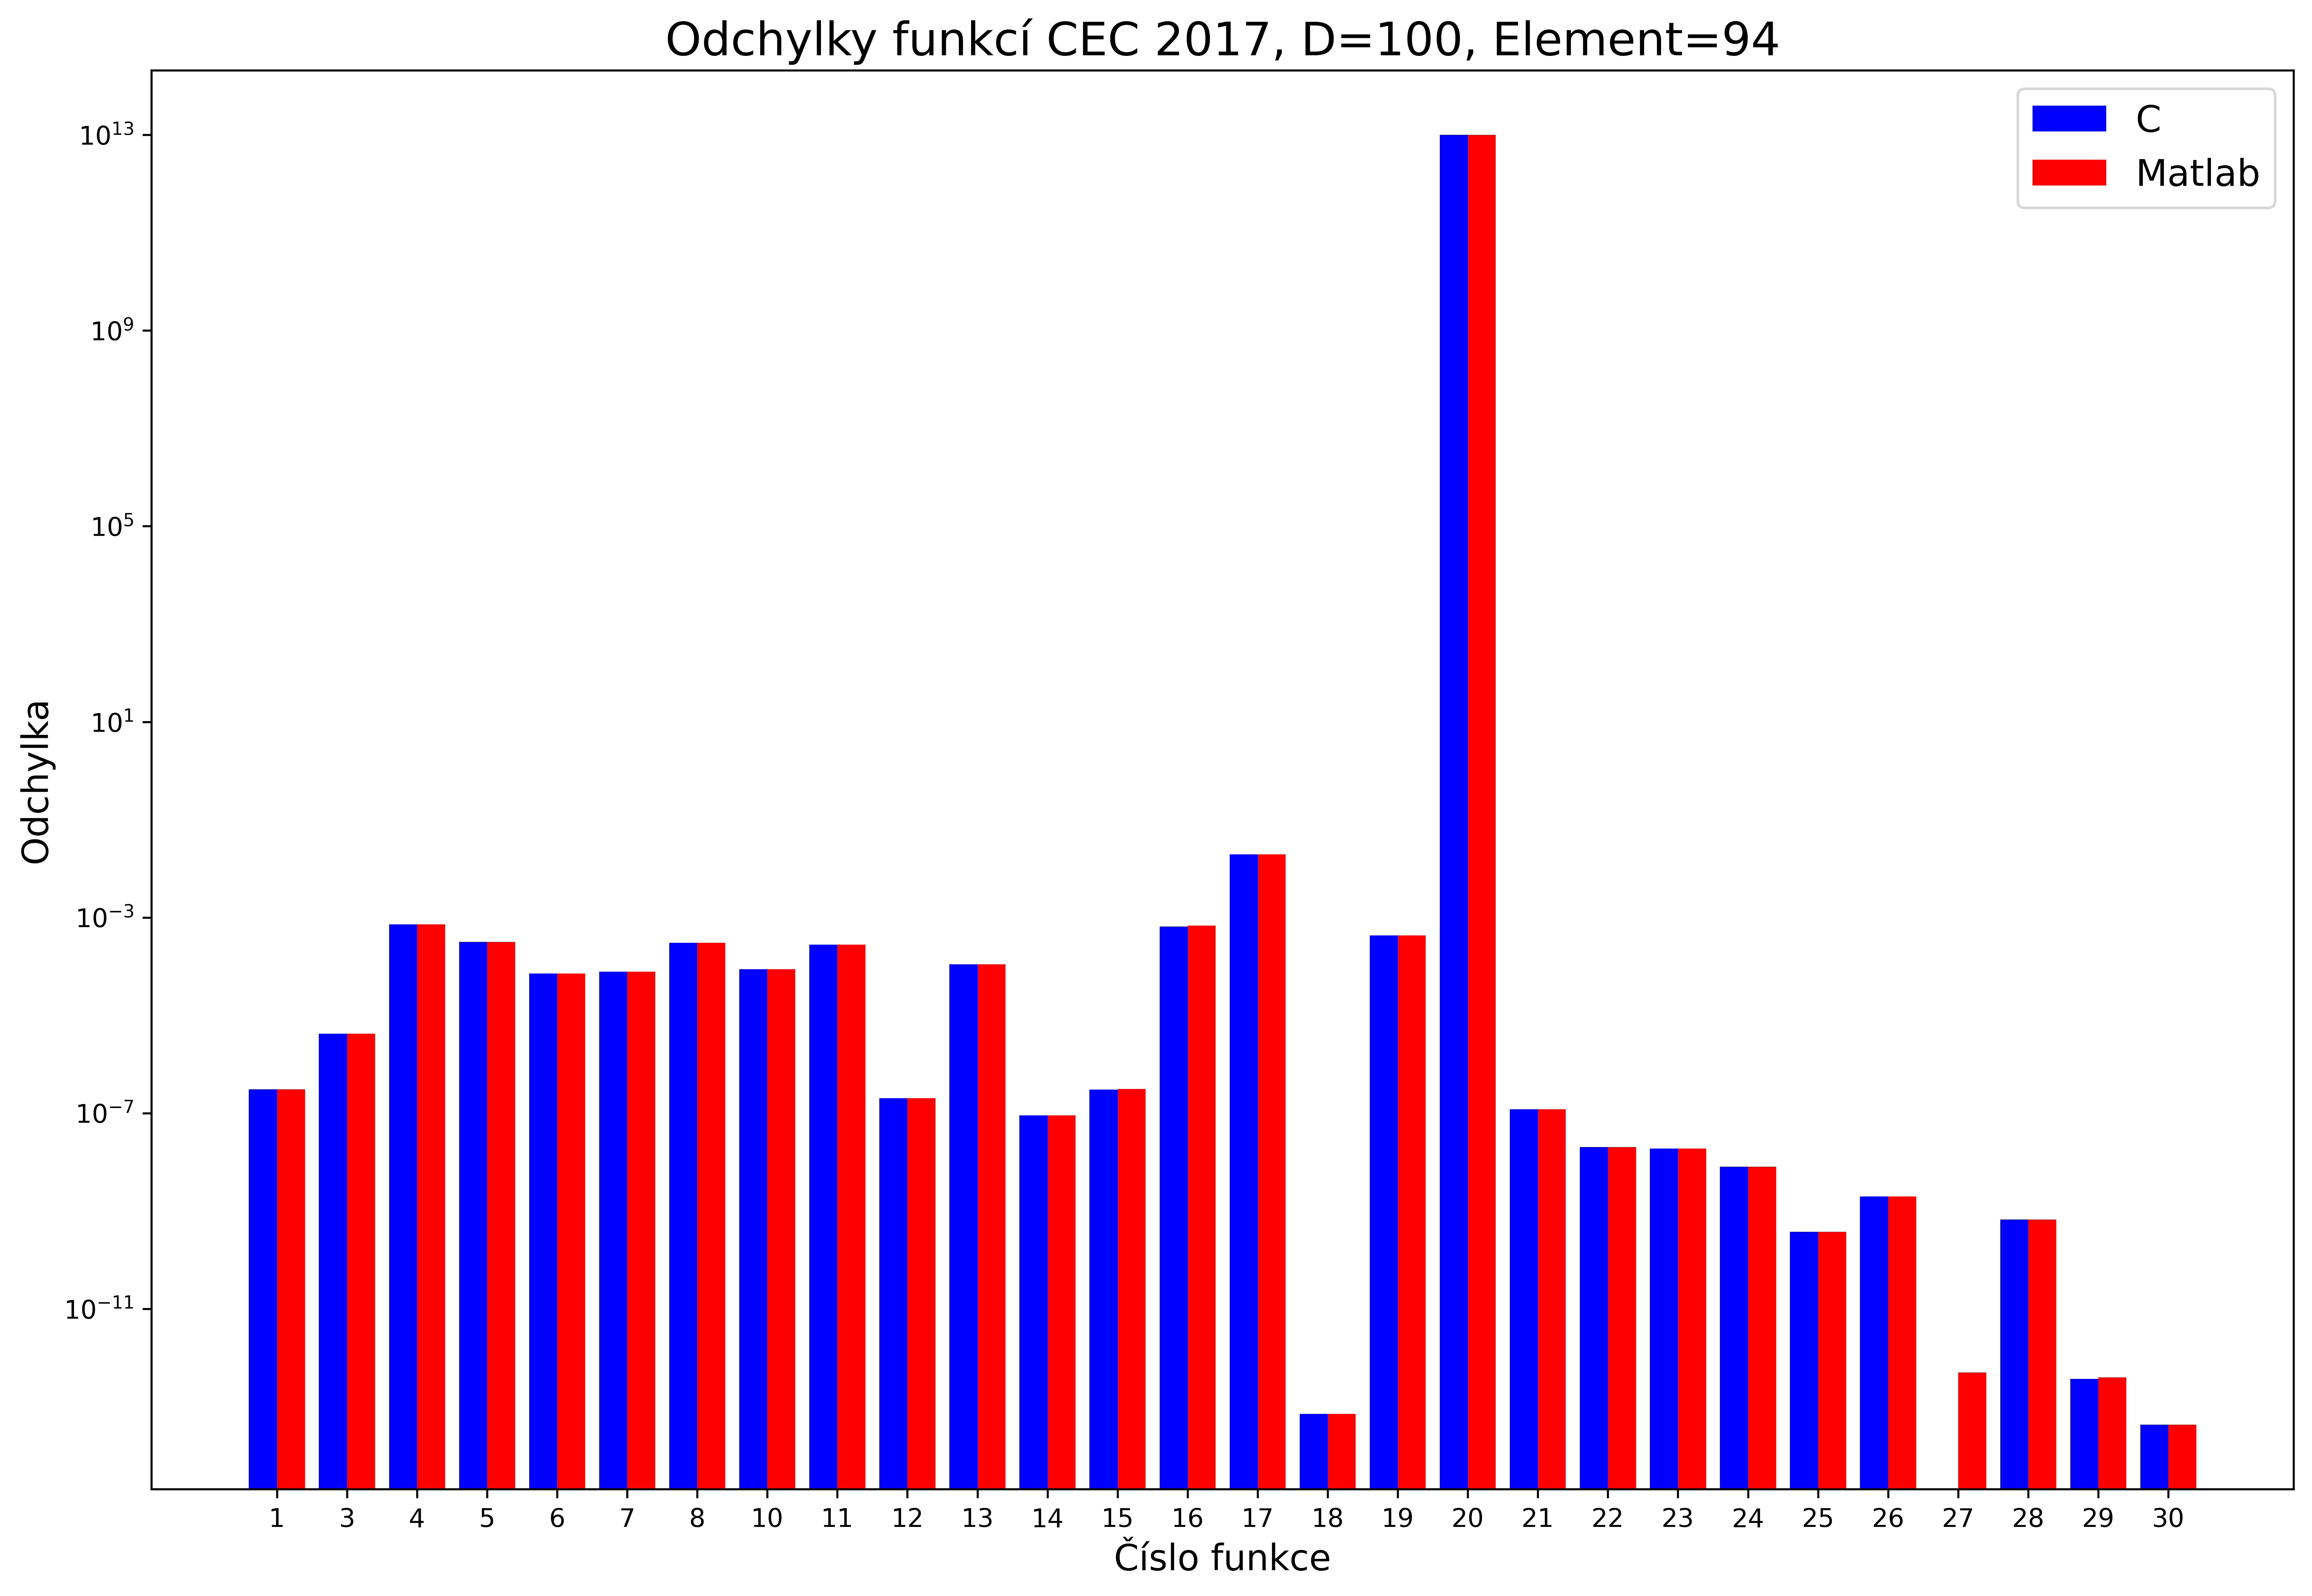 Odchylky funkcí CEC 2017, D=100, Element=94
C
Matlab
Odchylka
10^13
10^9
10^5
10^1
10^−3
10^−7
10^−11
1 3 4 5 6 7 8 10 11 12 13 14 15 16 17 18 19 20 21 22 23 24 25 26 27 28 29 30
Číslo funkce